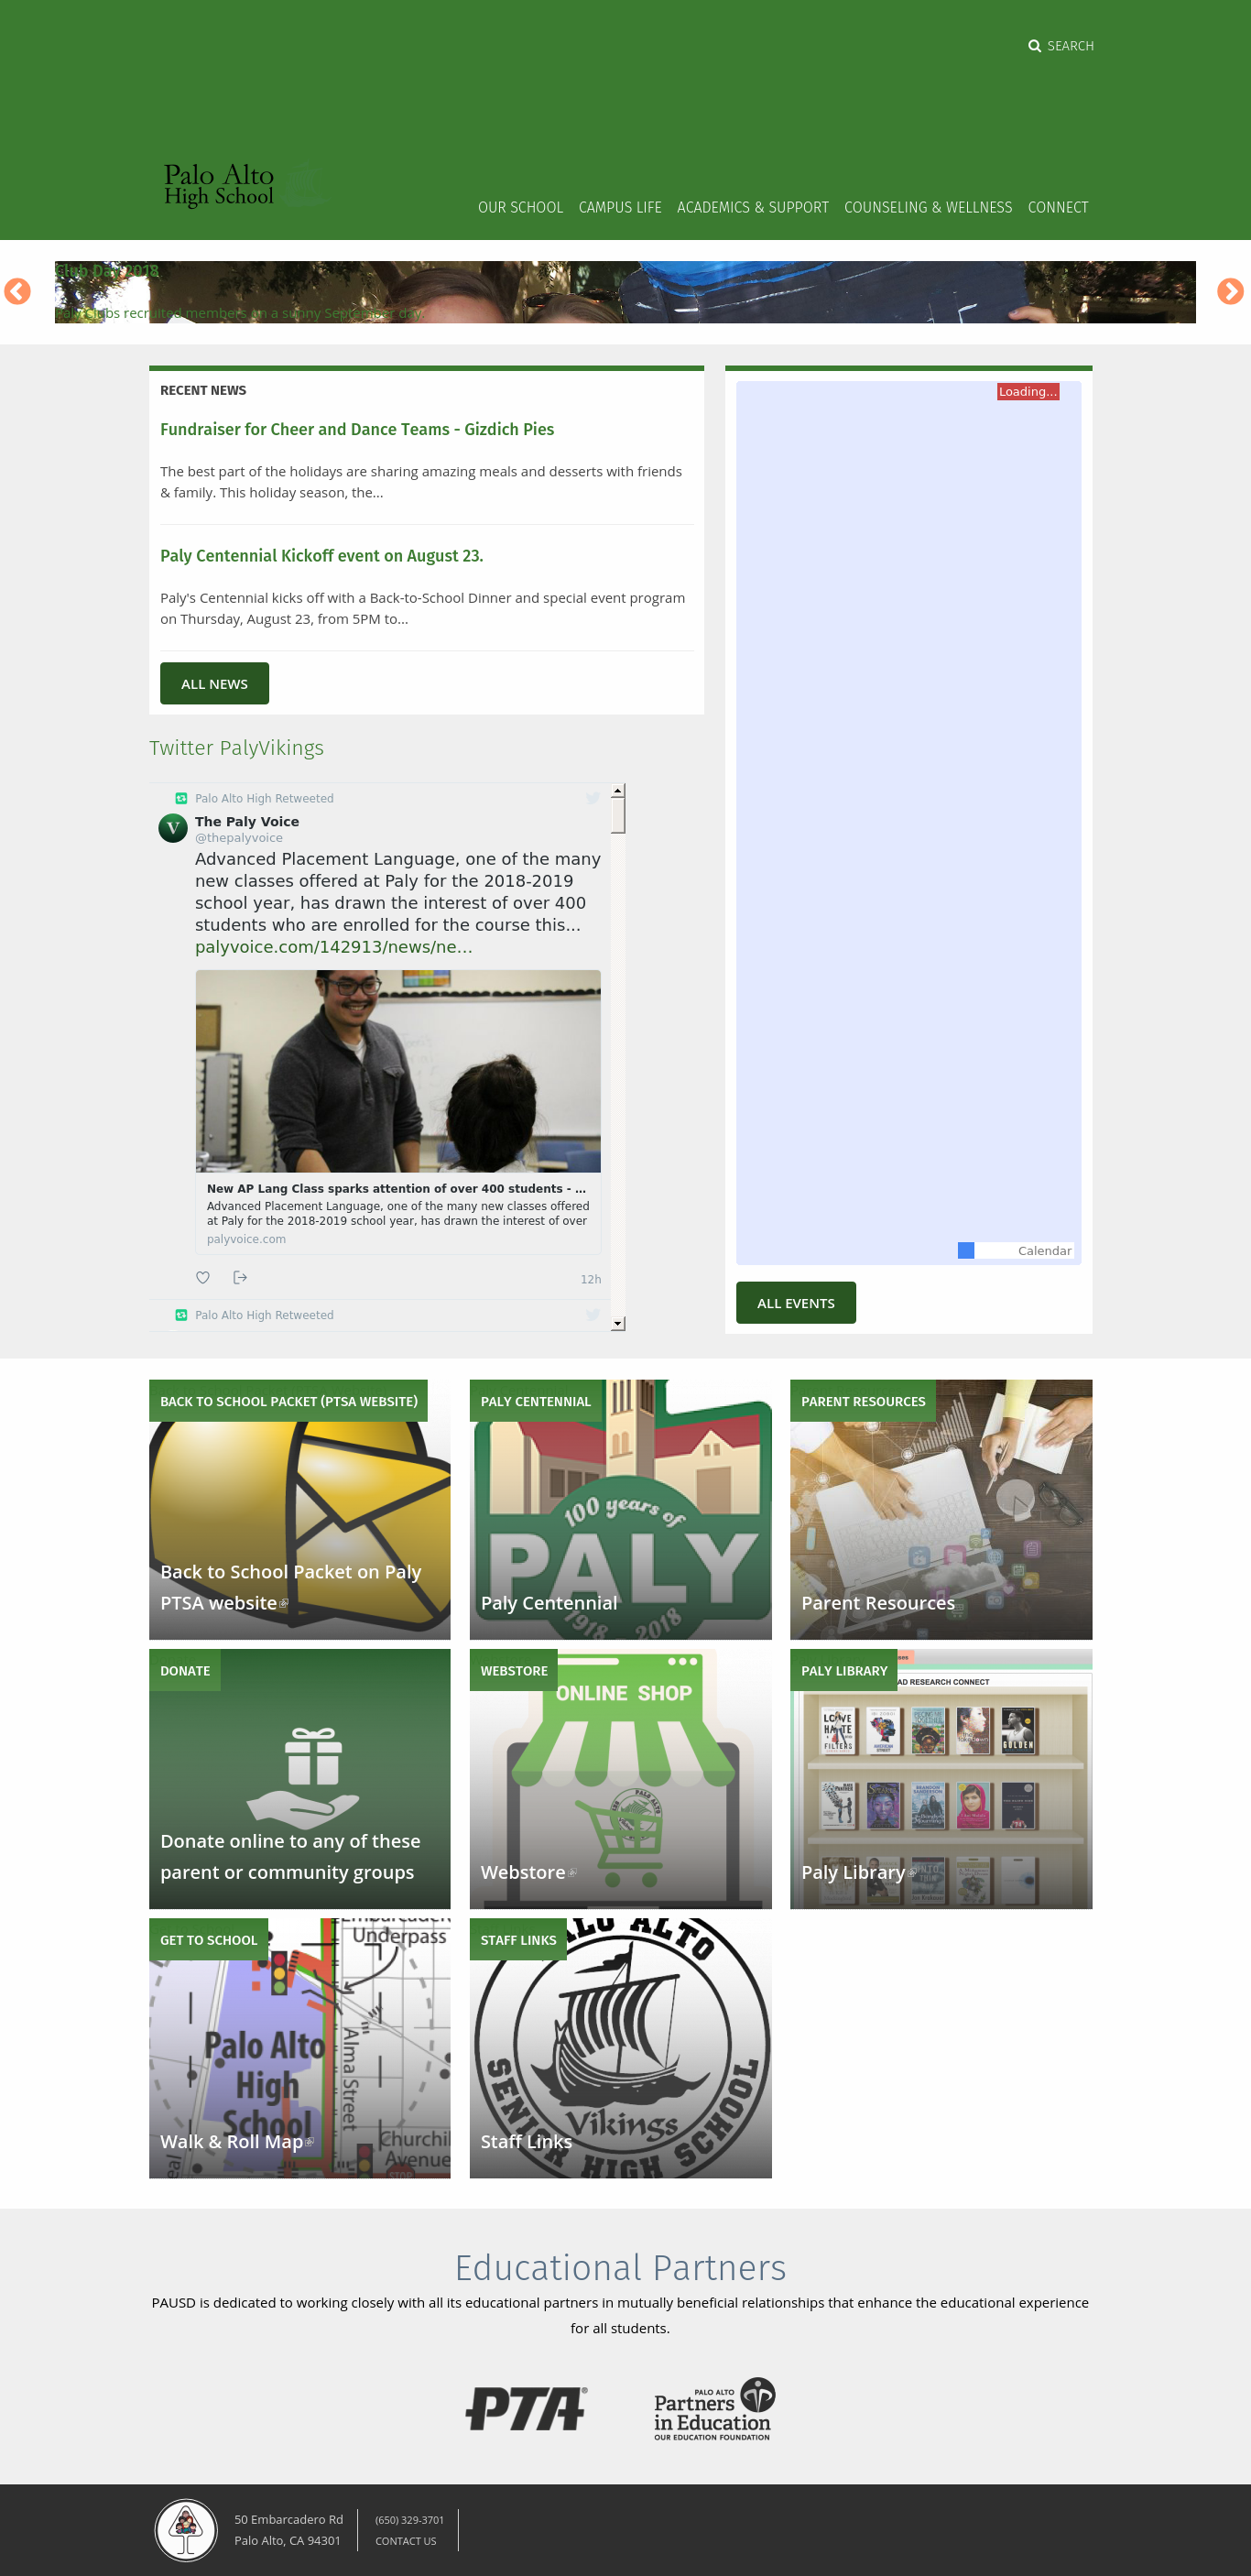 SEARCH
Palo Alto
High School
OUR SCHOOL CAMPUS LIFE ACADEMICS & SUPPORT COUNSELING & WELLNESS CONNECT
Club Day 2018
Paly clubs recruited members on a sunny September day.
RECENT NEWS
Fundraiser for Cheer and Dance Teams - Gizdich Pies
The best part of the holidays are sharing amazing meals and desserts with friends
& family. This holiday season, the...
Paly Centennial Kickoff event on August 23.
Paly's Centennial kicks off with a Back-to-School Dinner and special event program
on Thursday, August 23, from 5PM to...
ALL NEWS
Loading...
Calendar
ALL EVENTS
Twitter PalyVikings
Palo Alto High Retweeted
V
The Paly Voice
@thepalyvoice
Advanced Placement Language, one of the many
new classes offered at Paly for the 2018-2019
school year, has drawn the interest of over 400
students who are enrolled for the course this...
palyvoice.com/142913/news/ne…
New AP Lang Class sparks attention of over 400 students - ...
Advanced Placement Language, one of the many new classes offered
at Paly for the 2018-2019 school year, has drawn the interest of over
palyvoice.com
12h
Palo Alto High Retweeted
BACK TO SCHOOL PACKET (PTSA WEBSITE)
Back to School Packet on Paly
PTSA website
PALY CENTENNIAL
100 years of
PALY
1918 - 2018
Paly Centennial
PARENT RESOURCES
Parent Resources
DONATE
Donate online to any of these
parent or community groups
WEBSTORE
ONLINE SHOP
Webstore
PALY LIBRARY
AD RESEARCH CONNECT
GOLDEN
Paly Library
GET TO SCHOOL
Embarcadero
Underpass
Palo Alto
High
School
Alma Street
Churchill
Avenue
STOP
Walk & Roll Map
STAFF LINKS
PALO ALTO
SENIOR HIGH SCHOOL
Vikings
Staff Links
Educational Partners
PAUSD is dedicated to working closely with all its educational partners in mutually beneficial relationships that enhance the educational experience
for all students.
PTA®
PALO ALTO
Partners
in Education
OUR EDUCATION FOUNDATION
50 Embarcadero Rd
Palo Alto, CA 94301
(650) 329-3701
CONTACT US